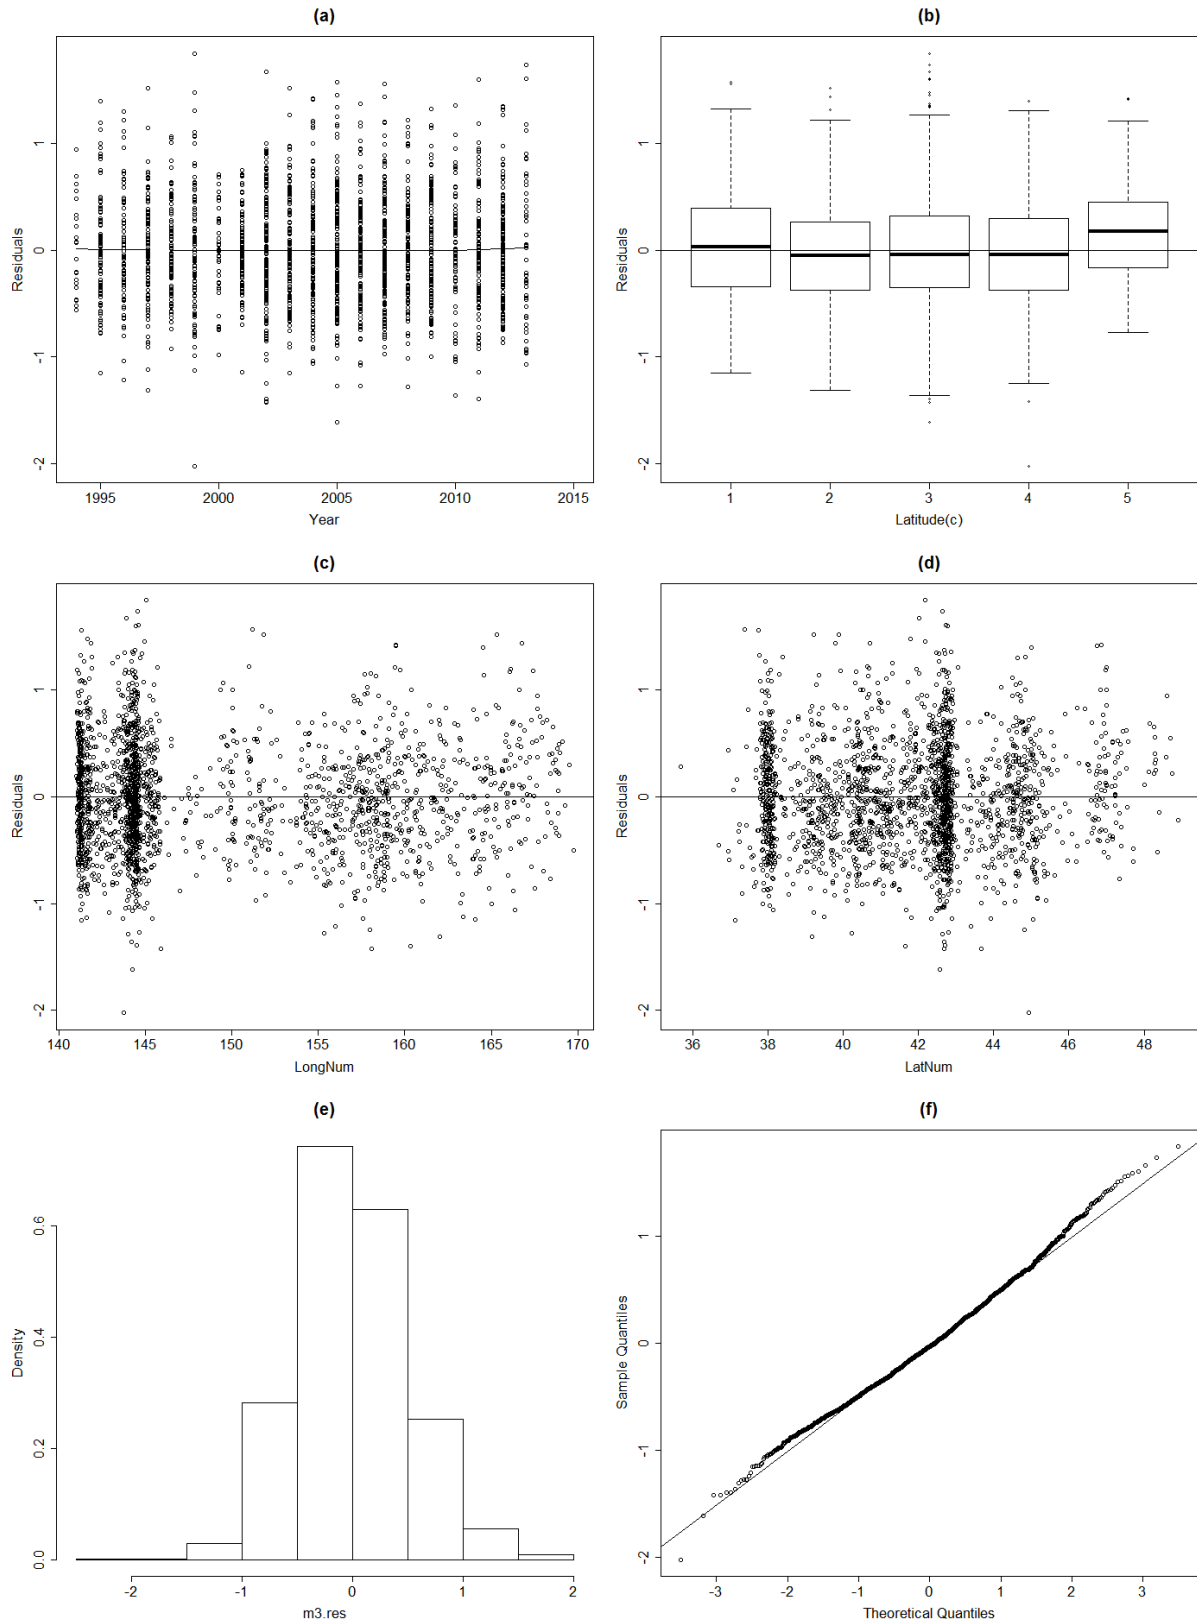 (a)
Residuals
1
0
-1
-2
1995 2000 2005 2010 2015
Year
(b)
Residuals
1
0
-1
-2
1 2 3 4 5
Latitude(c)
(c)
Residuals
1
0
-1
-2
140 145 150 155 160 165 170
LongNum
(d)
Residuals
1
0
-1
-2
36 38 40 42 44 46 48
LatNum
(e)
Density
0.6
0.4
0.2
0.0
-2 -1 0 1 2
m3.res
(f)
Sample Quantiles
1
0
-1
-2
-3 -2 -1 0 1 2 3
Theoretical Quantiles